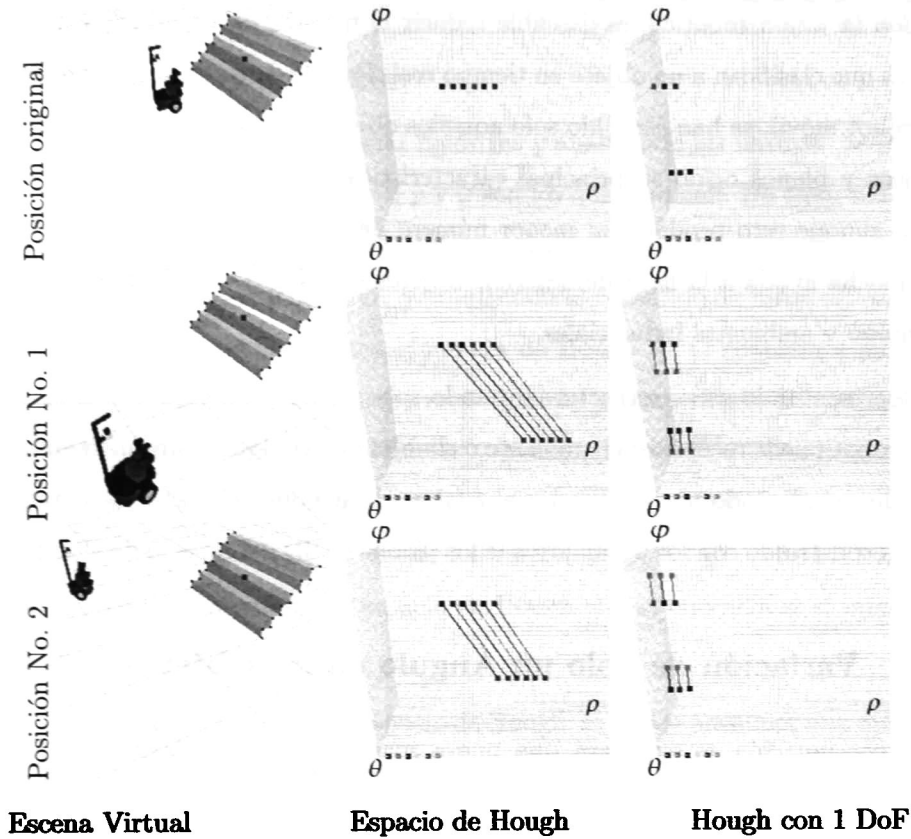 Posición original
φ
ρ
θ
φ
ρ
θ
Posición No. 1
φ
ρ
θ
φ
ρ
θ
Posición No. 2
φ
ρ
θ
φ
ρ
θ
Escena Virtual
Espacio de Hough
Hough con 1 DoF